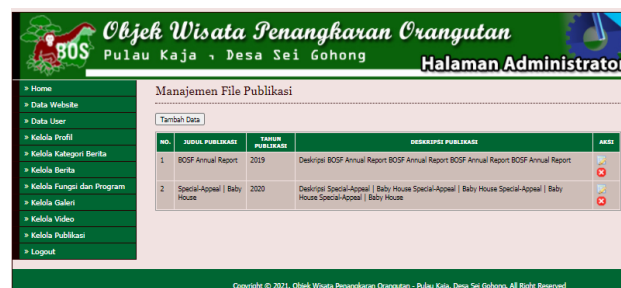 Objek Wisata Penangkaran Orangutan
BOS
Pulau Kaja , Desa Sei Gohong
Halaman Administrator
» Home
» Data Website
» Data User
» Kelola Profil
» Kelola Kategori Berita
» Kelola Berita
» Kelola Fungsi dan Program
» Kelola Galeri
» Kelola Video
» Kelola Publikasi
» Logout
Manajemen File Publikasi
Tambah Data
NO. JUDUL PUBLIKASI TAHUN PUBLIKASI DESKRIPSI PUBLIKASI AKSI
1 BOSF Annual Report 2019 Deskripsi BOSF Annual Report BOSF Annual Report BOSF Annual Report BOSF Annual Report
2 Special-Appeal | Baby House 2020 Deskripsi Special-Appeal | Baby House Special-Appeal | Baby House Special-Appeal | Baby
House Special-Appeal | Baby House
Copyright © 2021. Objek Wisata Penangkaran Orangutan - Pulau Kaja, Desa Sei Gohong. All Right Reserved